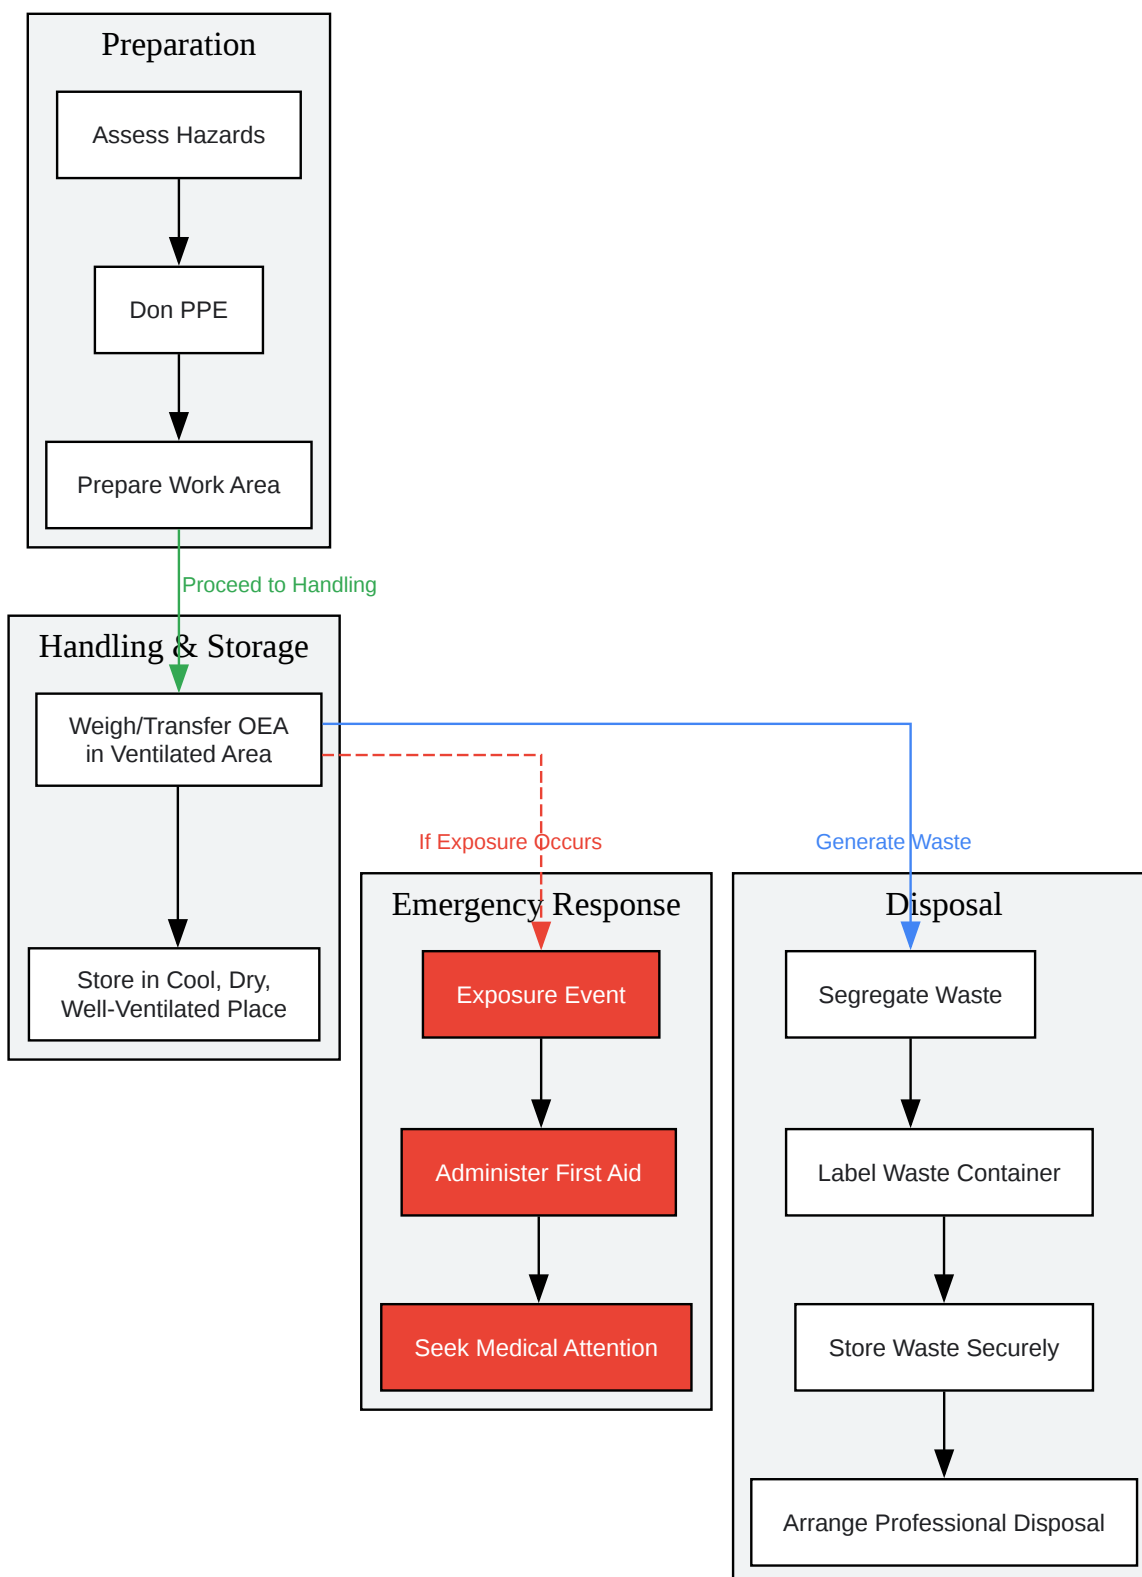 Preparation
Assess Hazards
Don PPE
Prepare Work Area
Proceed to Handling
Handling & Storage
Weigh/Transfer OEA
in Ventilated Area
Store in Cool, Dry,
Well-Ventilated Place
If Exposure Occurs
Emergency Response
Exposure Event
Administer First Aid
Seek Medical Attention
Generate Waste
Disposal
Segregate Waste
Label Waste Container
Store Waste Securely
Arrange Professional Disposal